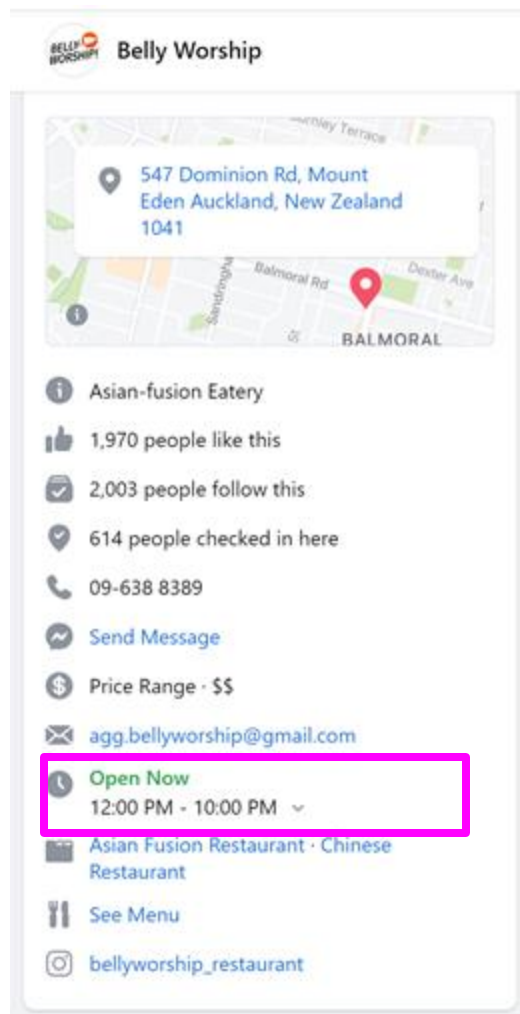 BELLY
WORSHIP!
Belly Worship
Terrace
547 Dominion Rd, Mount
Eden Auckland, New Zealand
1041
Balmoral Rd
Dexter Ave
Sandringha
St
BALMORAL
Asian-fusion Eatery
1,970 people like this
2,003 people follow this
614 people checked in here
09-638 8389
Send Message
Price Range · $$
agg.bellyworship@gmail.com
Open Now
12:00 PM - 10:00 PM
Asian Fusion Restaurant · Chinese
Restaurant
See Menu
bellyworship_restaurant